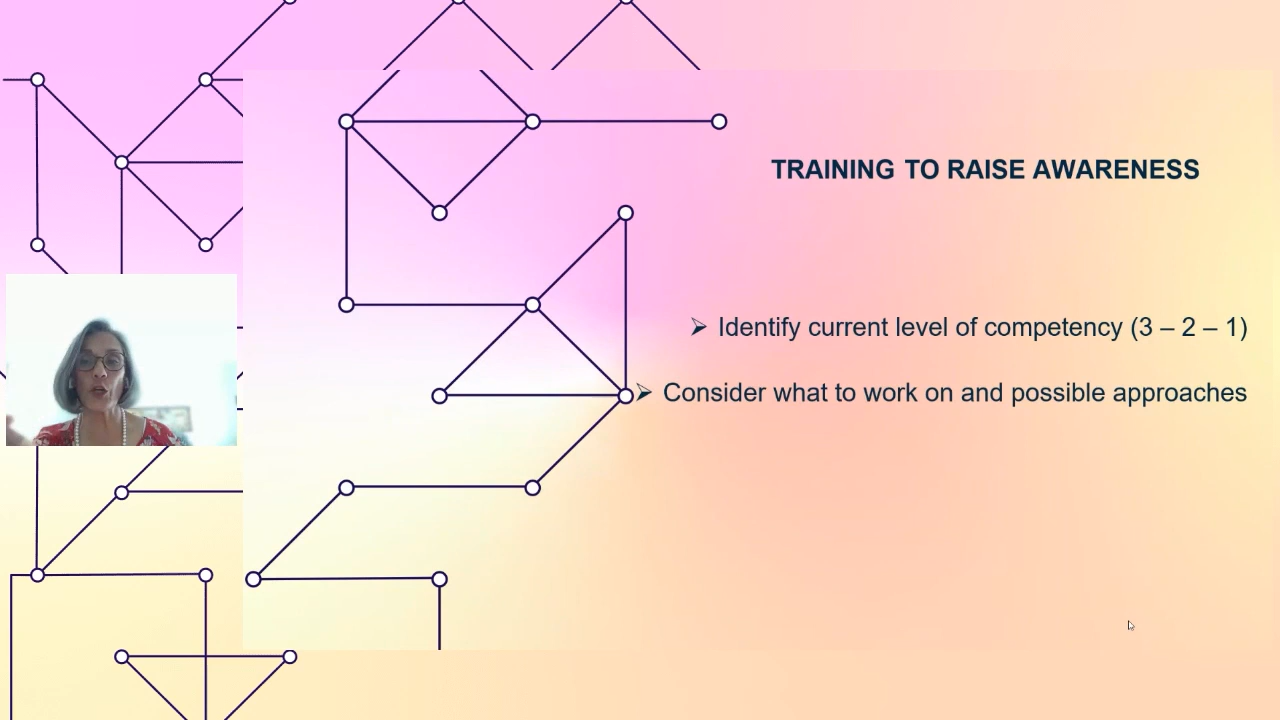 TRAINING TO RAISE AWARENESS
➢ Identify current level of competency (3 – 2 – 1)
➢ Consider what to work on and possible approaches